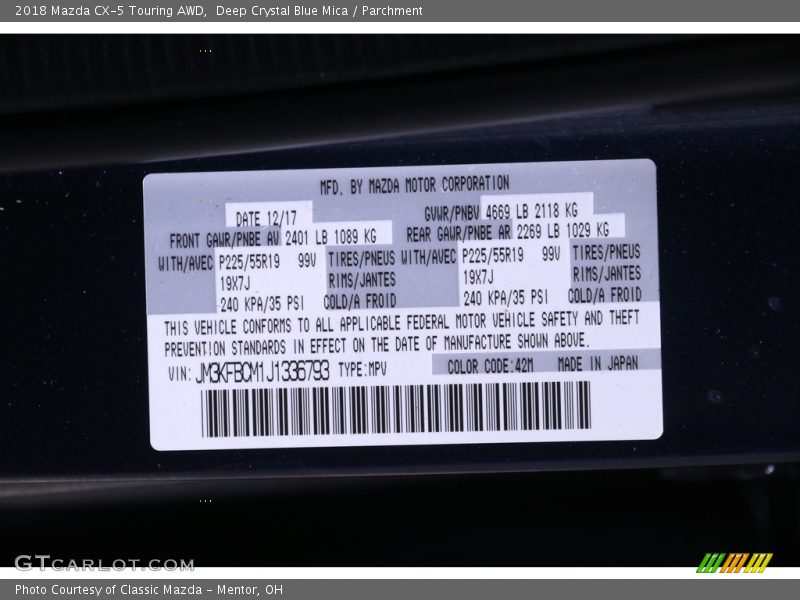 2018 Mazda CX-5 Touring AWD, Deep Crystal Blue Mica / Parchment
MFD. BY MAZDA MOTOR CORPORATION
DATE 12/17 GVWR/PNBV 4669 LB 2118 KG
FRONT GAWR/PNBE AV 2401 LB 1089 KG REAR GAWR/PNBE AR 2269 LB 1029 KG
WITH/AVEC P225/55R19 99V TIRES/PNEUS WITH/AVEC P225/55R19 99V TIRES/PNEUS
19X7J RIMS/JANTES 19X7J RIMS/JANTES
240 KPA/35 PSI COLD/A FROID 240 KPA/35 PSI COLD/A FROID
THIS VEHICLE CONFORMS TO ALL APPLICABLE FEDERAL MOTOR VEHICLE SAFETY AND THEFT
PREVENTION STANDARDS IN EFFECT ON THE DATE OF MANUFACTURE SHOWN ABOVE.
VIN: JM3KFBCM1J1336793 TYPE:MPV COLOR CODE:42M MADE IN JAPAN
GTCARLOT.COM
Photo Courtesy of Classic Mazda - Mentor, OH